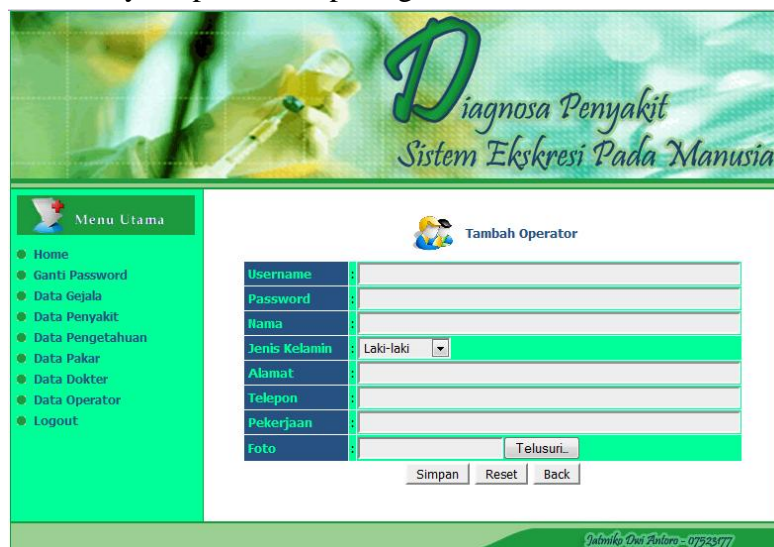 Diagnosa Penyakit
Sistem Ekskresi Pada Manusia
Menu Utama
Home
Ganti Password
Data Gejala
Data Penyakit
Data Pengetahuan
Data Pakar
Data Dokter
Data Operator
Logout
Tambah Operator
Username :
Password :
Nama :
Jenis Kelamin : Laki-laki
Alamat :
Telepon :
Pekerjaan :
Foto : Telusuri...
Simpan Reset Back
Jatmiko Dwi Antoro - 07523177